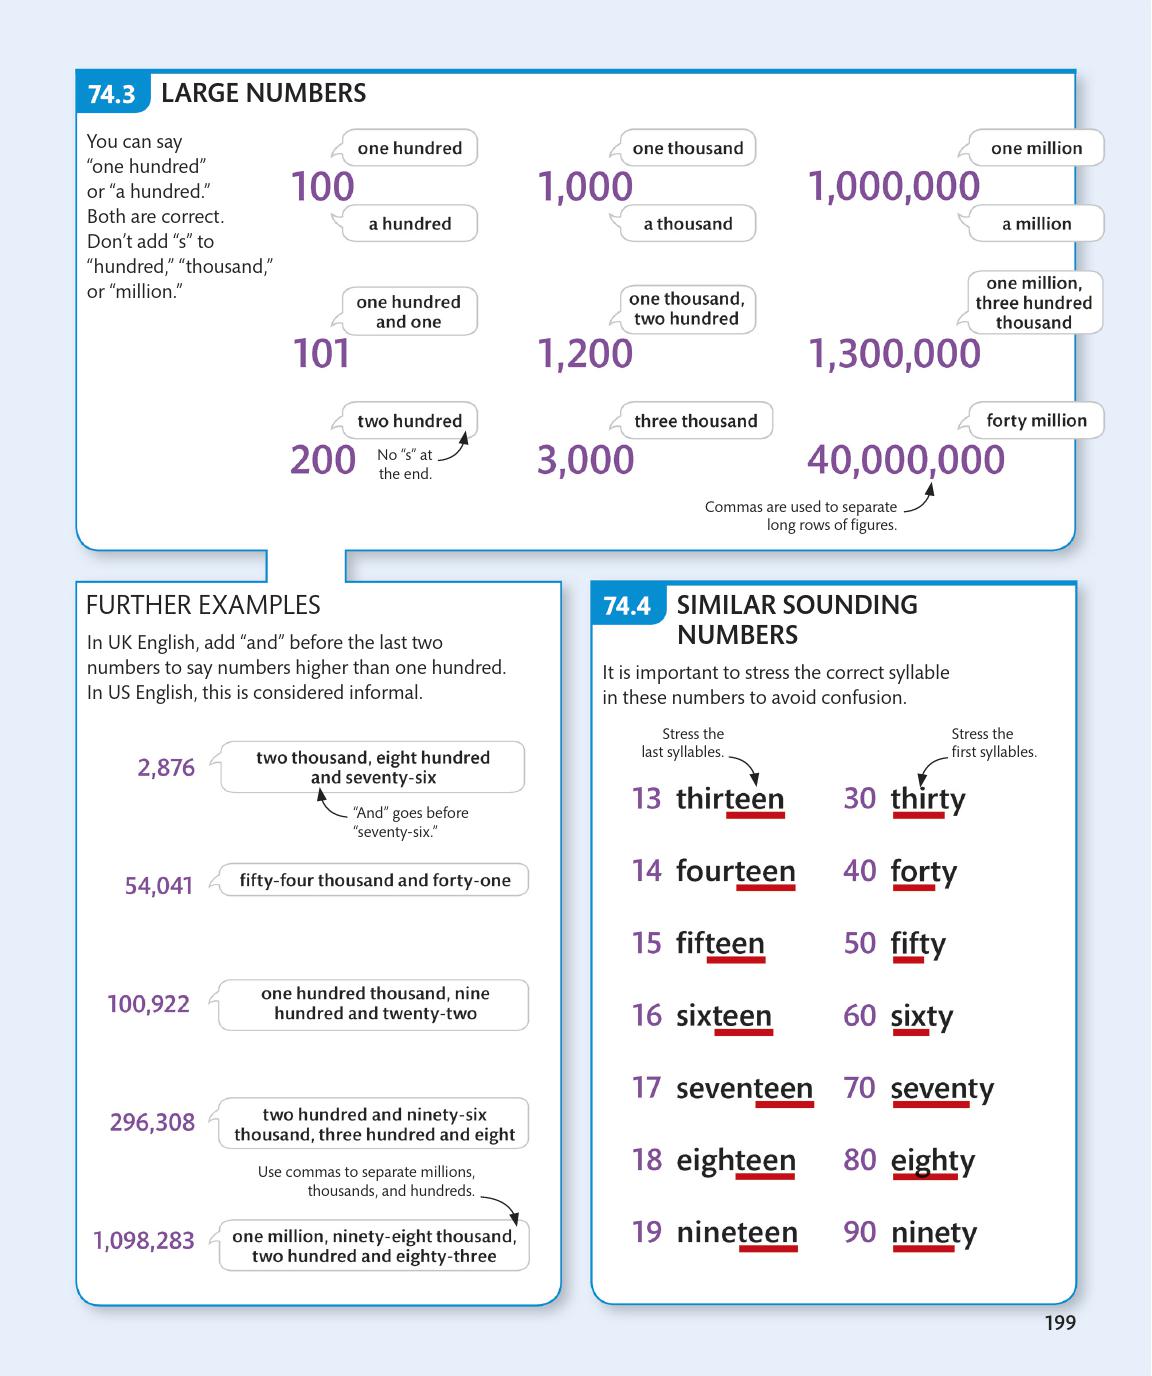 74.3 LARGE NUMBERS
You can say
“one hundred”
or “a hundred.”
Both are correct.
Don’t add “s” to
“hundred,” “thousand,”
or “million.”
one hundred
100
a hundred
one thousand
1,000
a thousand
one million
1,000,000
a million
one hundred
and one
101
one thousand,
two hundred
1,200
one million,
three hundred
thousand
1,300,000
two hundred
200
No “s” at
the end.
three thousand
3,000
forty million
40,000,000
Commas are used to separate
long rows of figures.
FURTHER EXAMPLES
In UK English, add “and” before the last two
numbers to say numbers higher than one hundred.
In US English, this is considered informal.
2,876
two thousand, eight hundred
and seventy-six
“And” goes before
“seventy-six.”
54,041
fifty-four thousand and forty-one
100,922
one hundred thousand, nine
hundred and twenty-two
296,308
two hundred and ninety-six
thousand, three hundred and eight
Use commas to separate millions,
thousands, and hundreds.
1,098,283
one million, ninety-eight thousand,
two hundred and eighty-three
74.4 SIMILAR SOUNDING
NUMBERS
It is important to stress the correct syllable
in these numbers to avoid confusion.
Stress the
last syllables.
Stress the
first syllables.
13 thirteen 30 thirty
14 fourteen 40 forty
15 fifteen 50 fifty
16 sixteen 60 sixty
17 seventeen 70 seventy
18 eighteen 80 eighty
19 nineteen 90 ninety
199